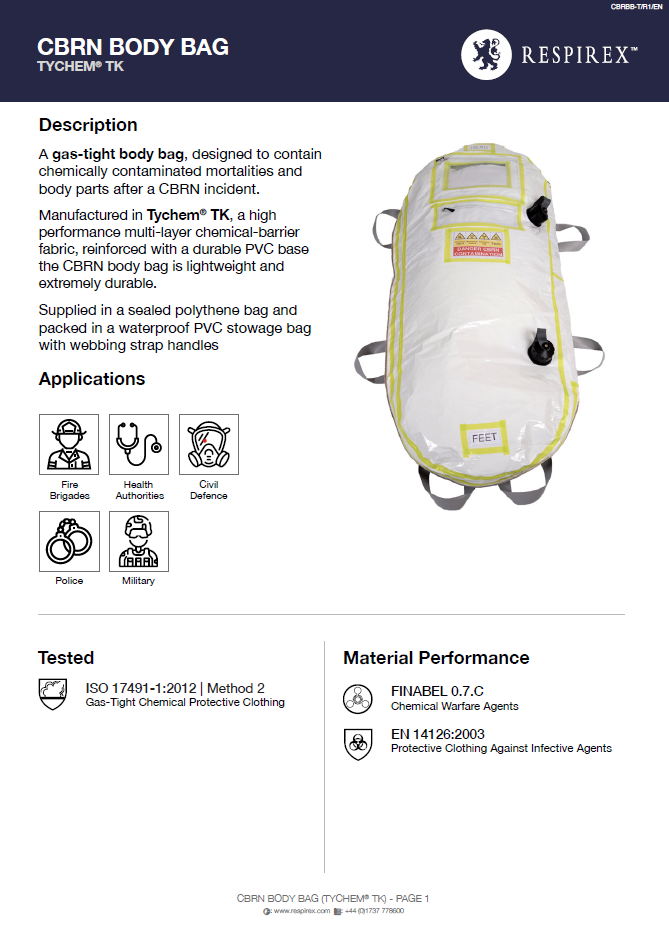 CBRBB-T/R1/EN
CBRN BODY BAG
TYCHEM® TK
RESPIREX™
Description
A gas-tight body bag, designed to contain
chemically contaminated mortalities and
body parts after a CBRN incident.
Manufactured in Tychem® TK, a high
performance multi-layer chemical-barrier
fabric, reinforced with a durable PVC base
the CBRN body bag is lightweight and
extremely durable.
Supplied in a sealed polythene bag and
packed in a waterproof PVC stowage bag
with webbing strap handles
DANGER CBRN
CONTAMINATION
FEET
Applications
Fire
Brigades
Health
Authorities
Civil
Defence
Police
Military
Tested
ISO 17491-1:2012 | Method 2
Gas-Tight Chemical Protective Clothing
Material Performance
FINABEL 0.7.C
Chemical Warfare Agents
EN 14126:2003
Protective Clothing Against Infective Agents
CBRN BODY BAG (TYCHEM® TK) - PAGE 1
: www.respirex.com : +44 (0)1737 778600